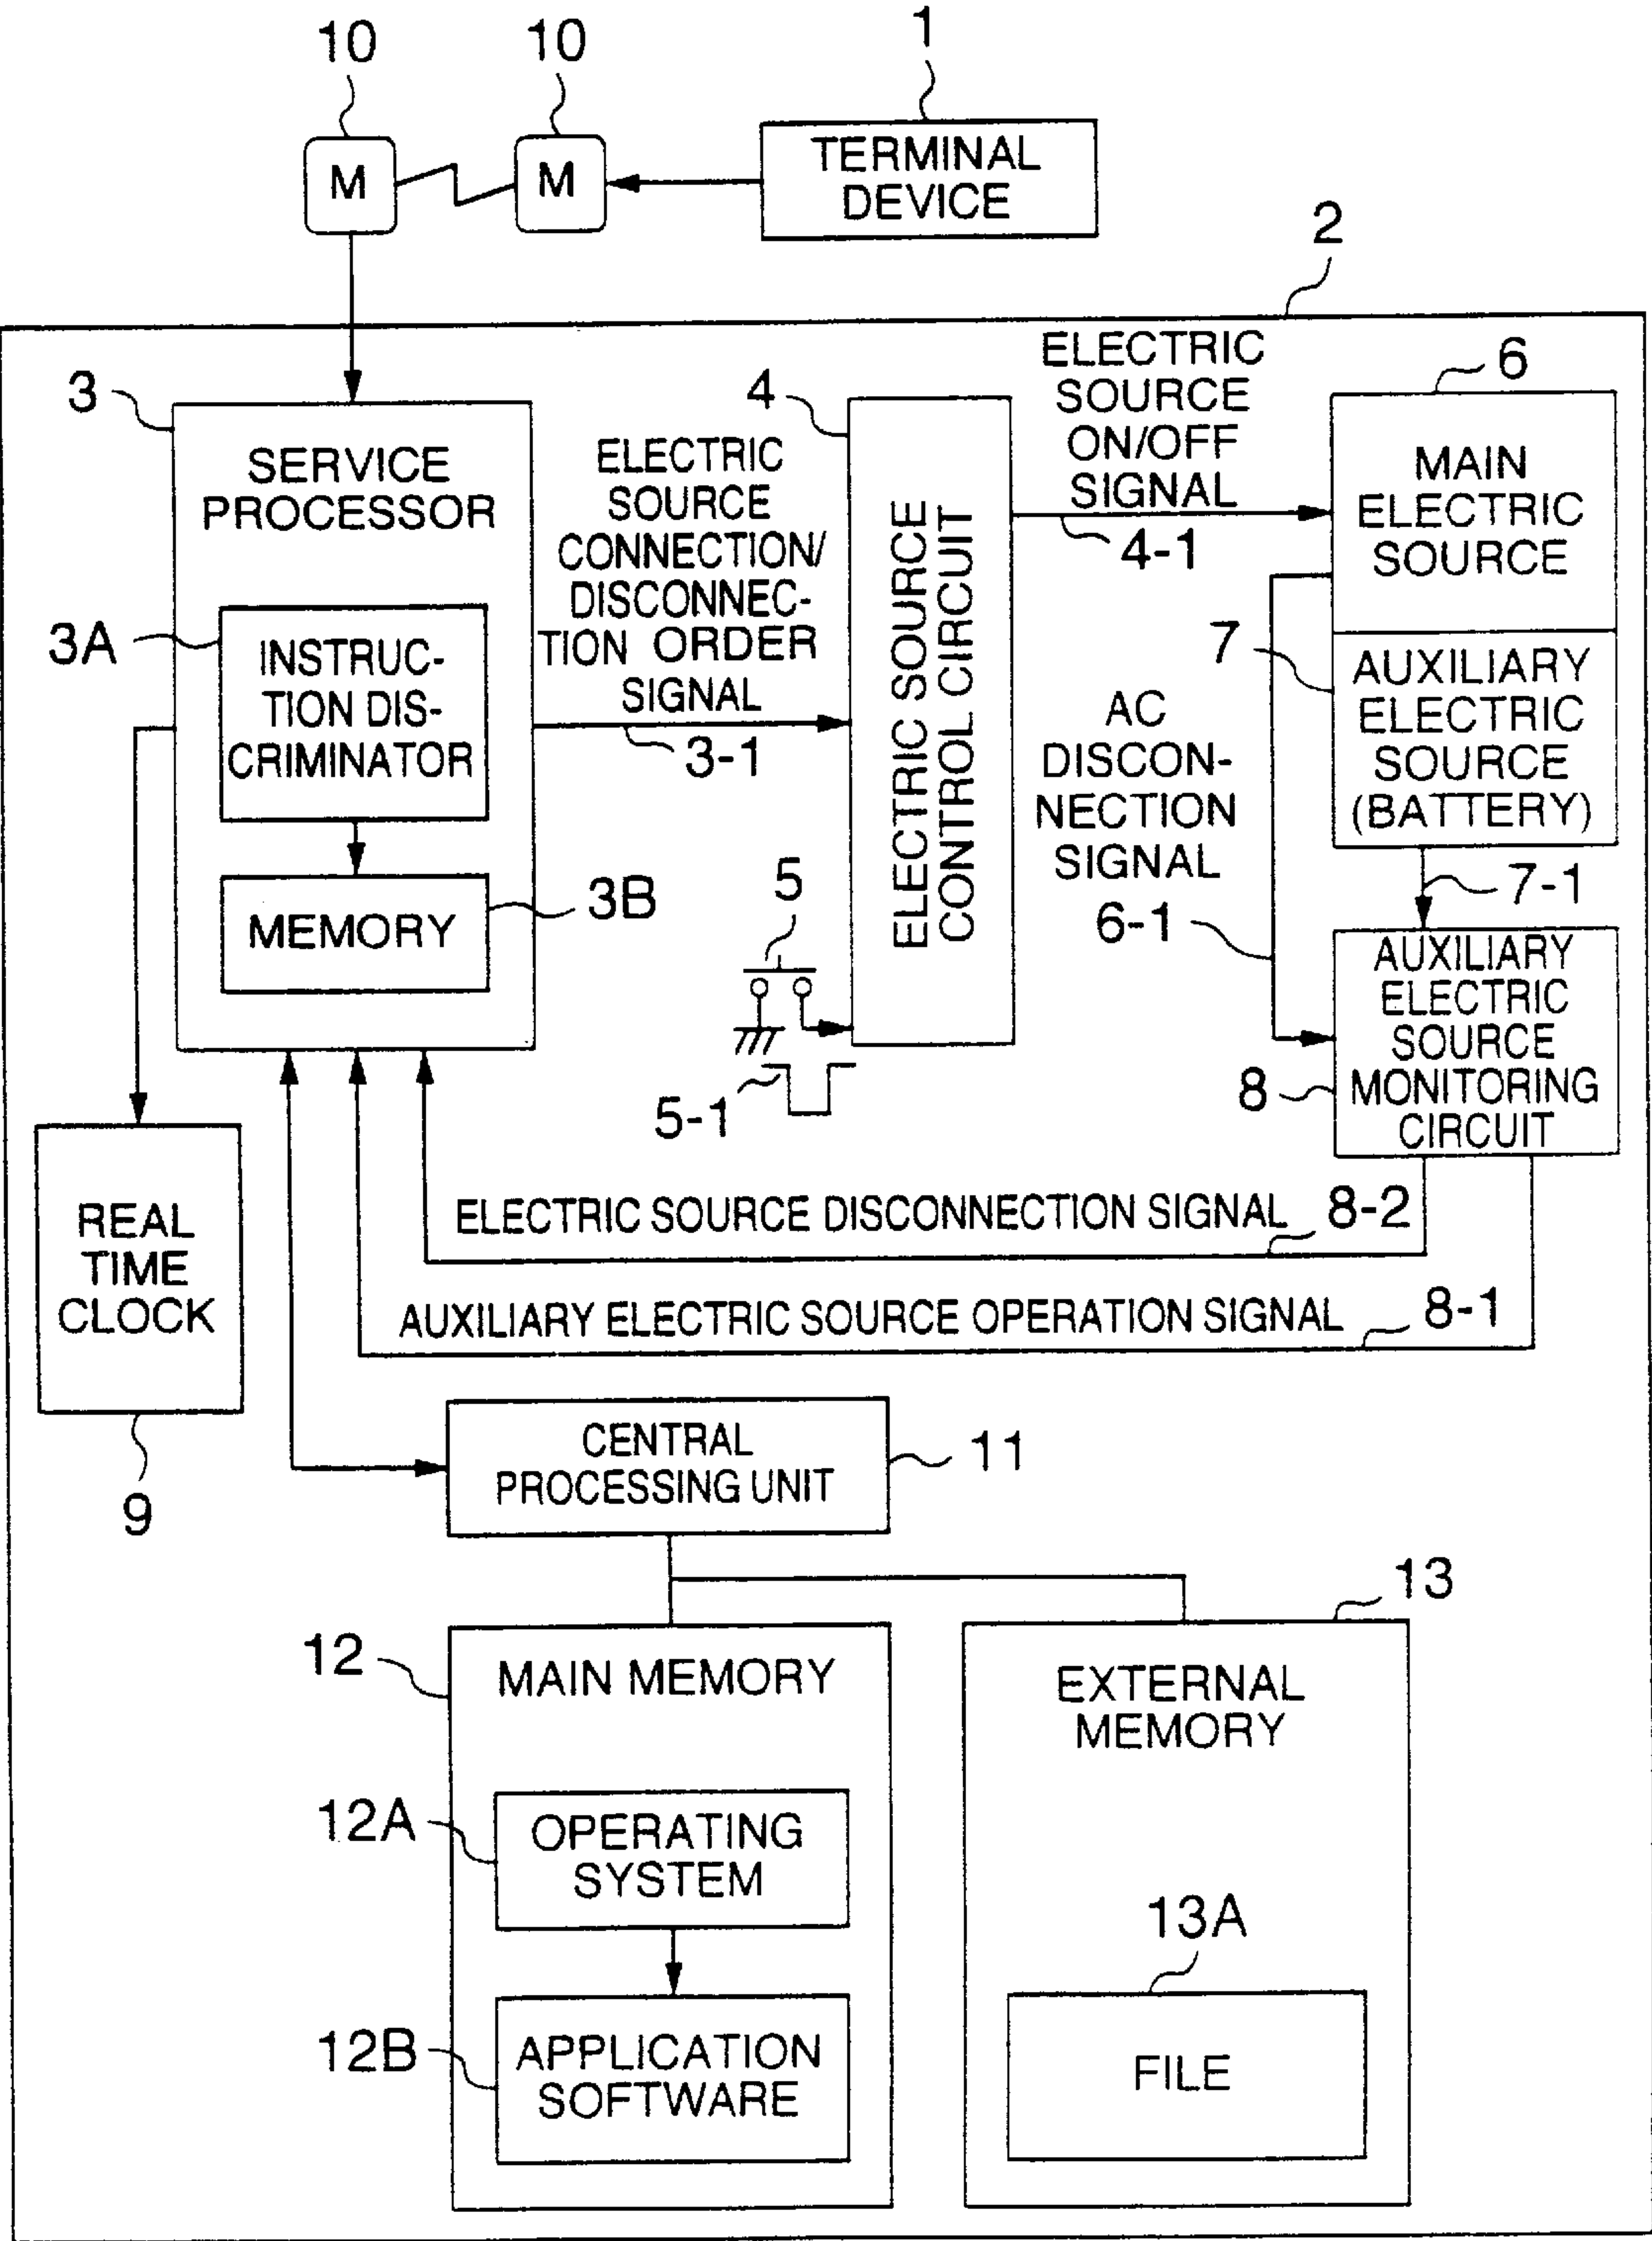 10
10
1
M
M
TERMINAL
DEVICE
2
3
SERVICE
PROCESSOR
3A
INSTRUC-
TION DIS-
CRIMINATOR
MEMORY
3B
ELECTRIC
SOURCE
CONNECTION/
DISCONNEC-
TION ORDER
SIGNAL
3-1
4
ELECTRIC SOURCE
CONTROL CIRCUIT
5
5-1
ELECTRIC
SOURCE
ON/OFF
SIGNAL
4-1
6
MAIN
ELECTRIC
SOURCE
7
AUXILIARY
ELECTRIC
SOURCE
(BATTERY)
AC
DISCON-
NECTION
SIGNAL
6-1
7-1
AUXILIARY
ELECTRIC
SOURCE
MONITORING
CIRCUIT
8
REAL
TIME
CLOCK
9
ELECTRIC SOURCE DISCONNECTION SIGNAL
8-2
AUXILIARY ELECTRIC SOURCE OPERATION SIGNAL
8-1
CENTRAL
PROCESSING UNIT
11
12
MAIN MEMORY
12A
OPERATING
SYSTEM
12B
APPLICATION
SOFTWARE
13
EXTERNAL
MEMORY
13A
FILE